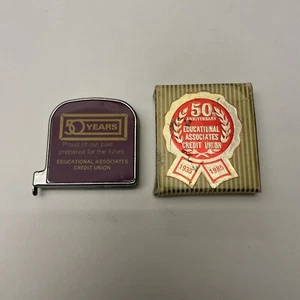 50 YEARS
Proud of our past
prepared for the future.
EDUCATIONAL ASSOCIATES
CREDIT UNION
50th
ANNIVERSARY
EDUCATIONAL
ASSOCIATES
CREDIT UNION
1935
1985